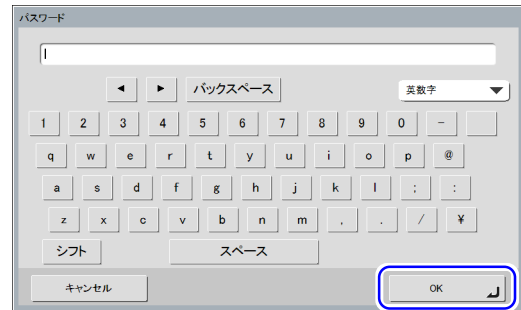 パスワード
◄ ► バックスペース 英数字 ▼
1 2 3 4 5 6 7 8 9 0 -
q w e r t y u i o p @
a s d f g h j k l ; :
z x c v b n m , . / ¥
シフト スペース
キャンセル OK